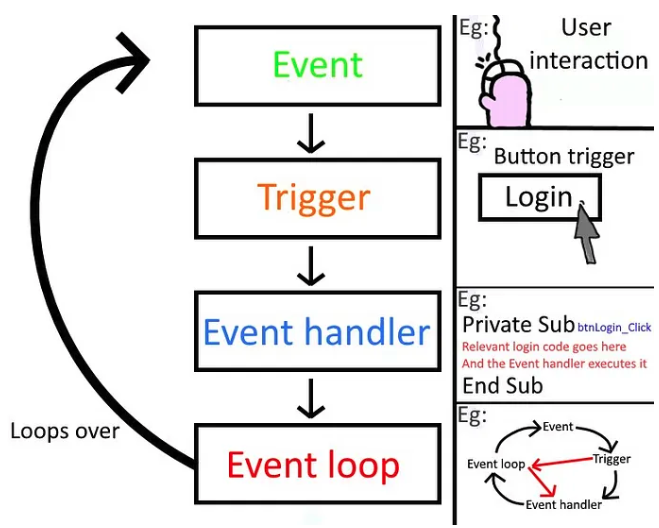 Event
Trigger
Event handler
Event loop
Loops over
Eg:
User
interaction
Eg:
Button trigger
Login
Eg:
Private Sub btnLogin_Click
Relevant login code goes here
And the Event handler executes it
End Sub
Eg:
Event
Trigger
Event loop
Event handler